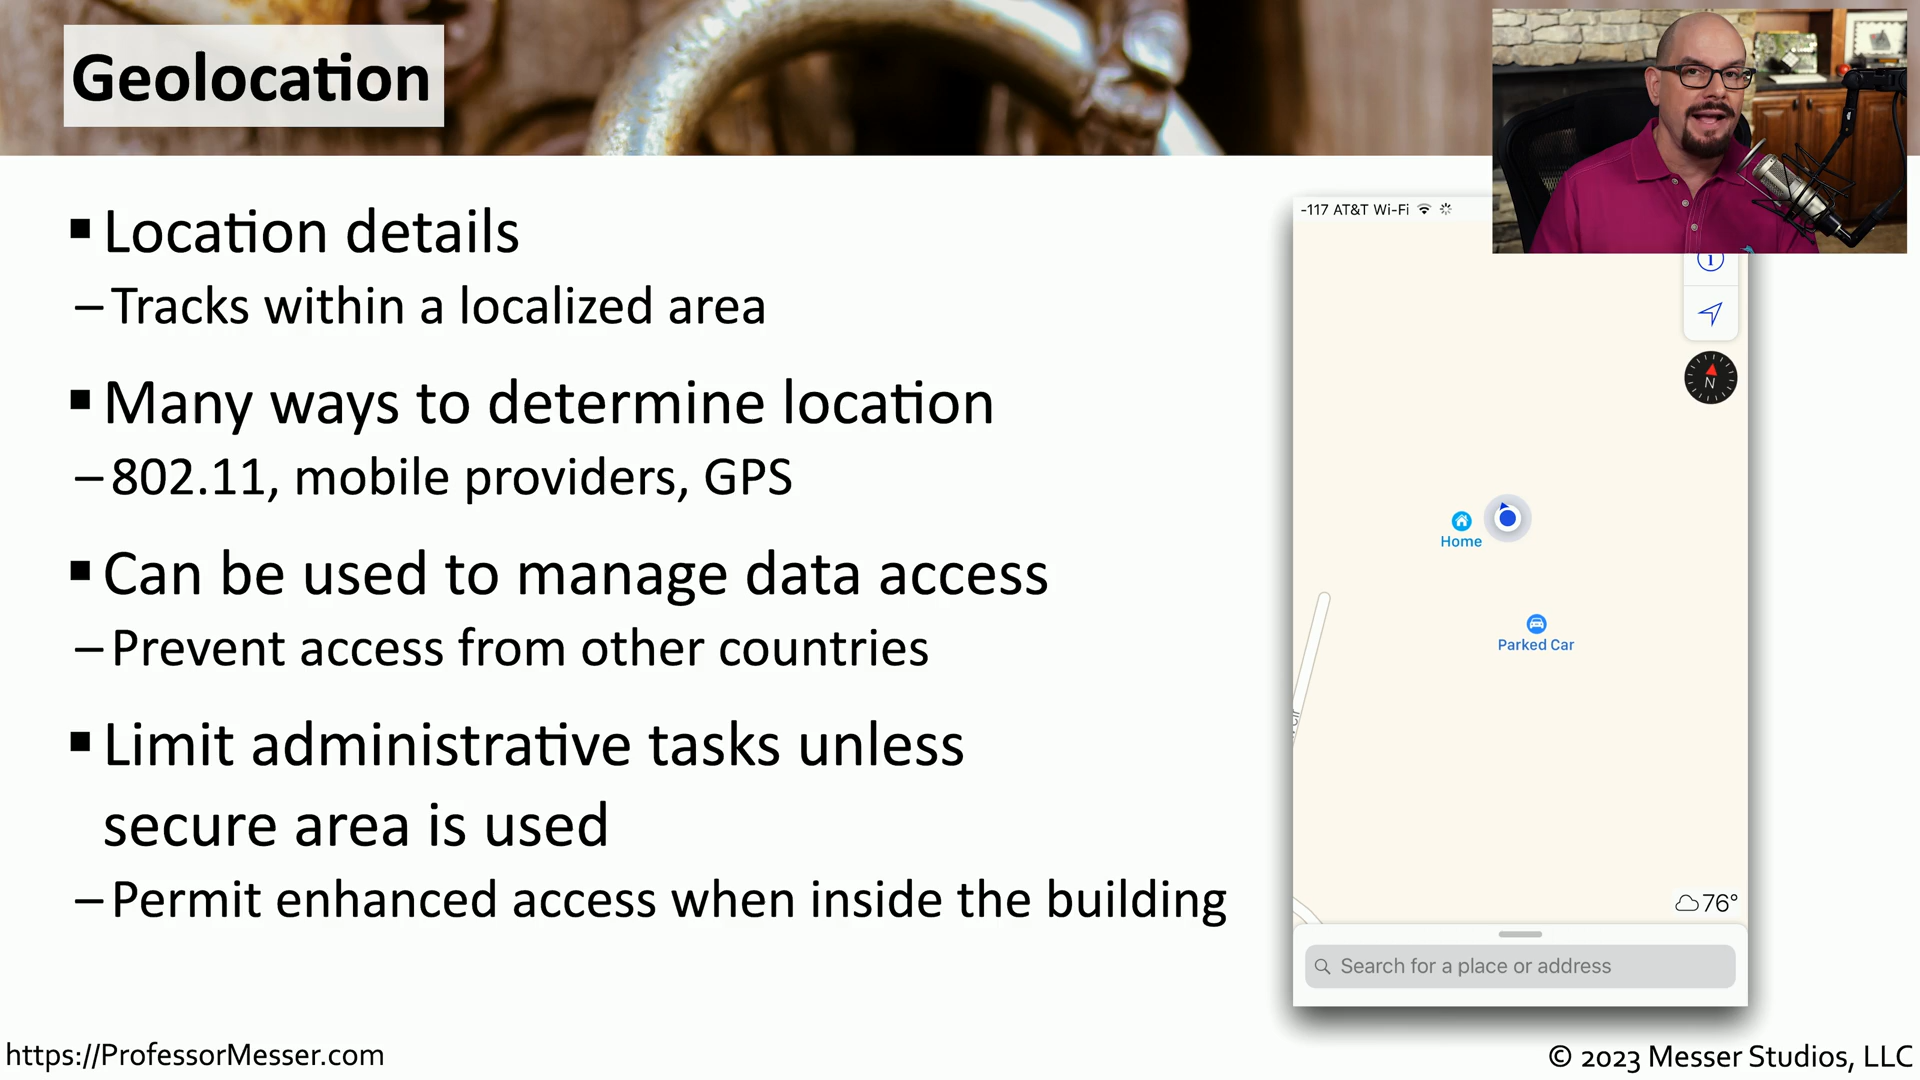 Geolocation
▪ Location details
– Tracks within a localized area
▪ Many ways to determine location
– 802.11, mobile providers, GPS
▪ Can be used to manage data access
– Prevent access from other countries
▪ Limit administrative tasks unless
secure area is used
– Permit enhanced access when inside the building
-117 AT&T Wi-Fi
N
Home
Parked Car
76°
Search for a place or address
https://ProfessorMesser.com
© 2023 Messer Studios, LLC